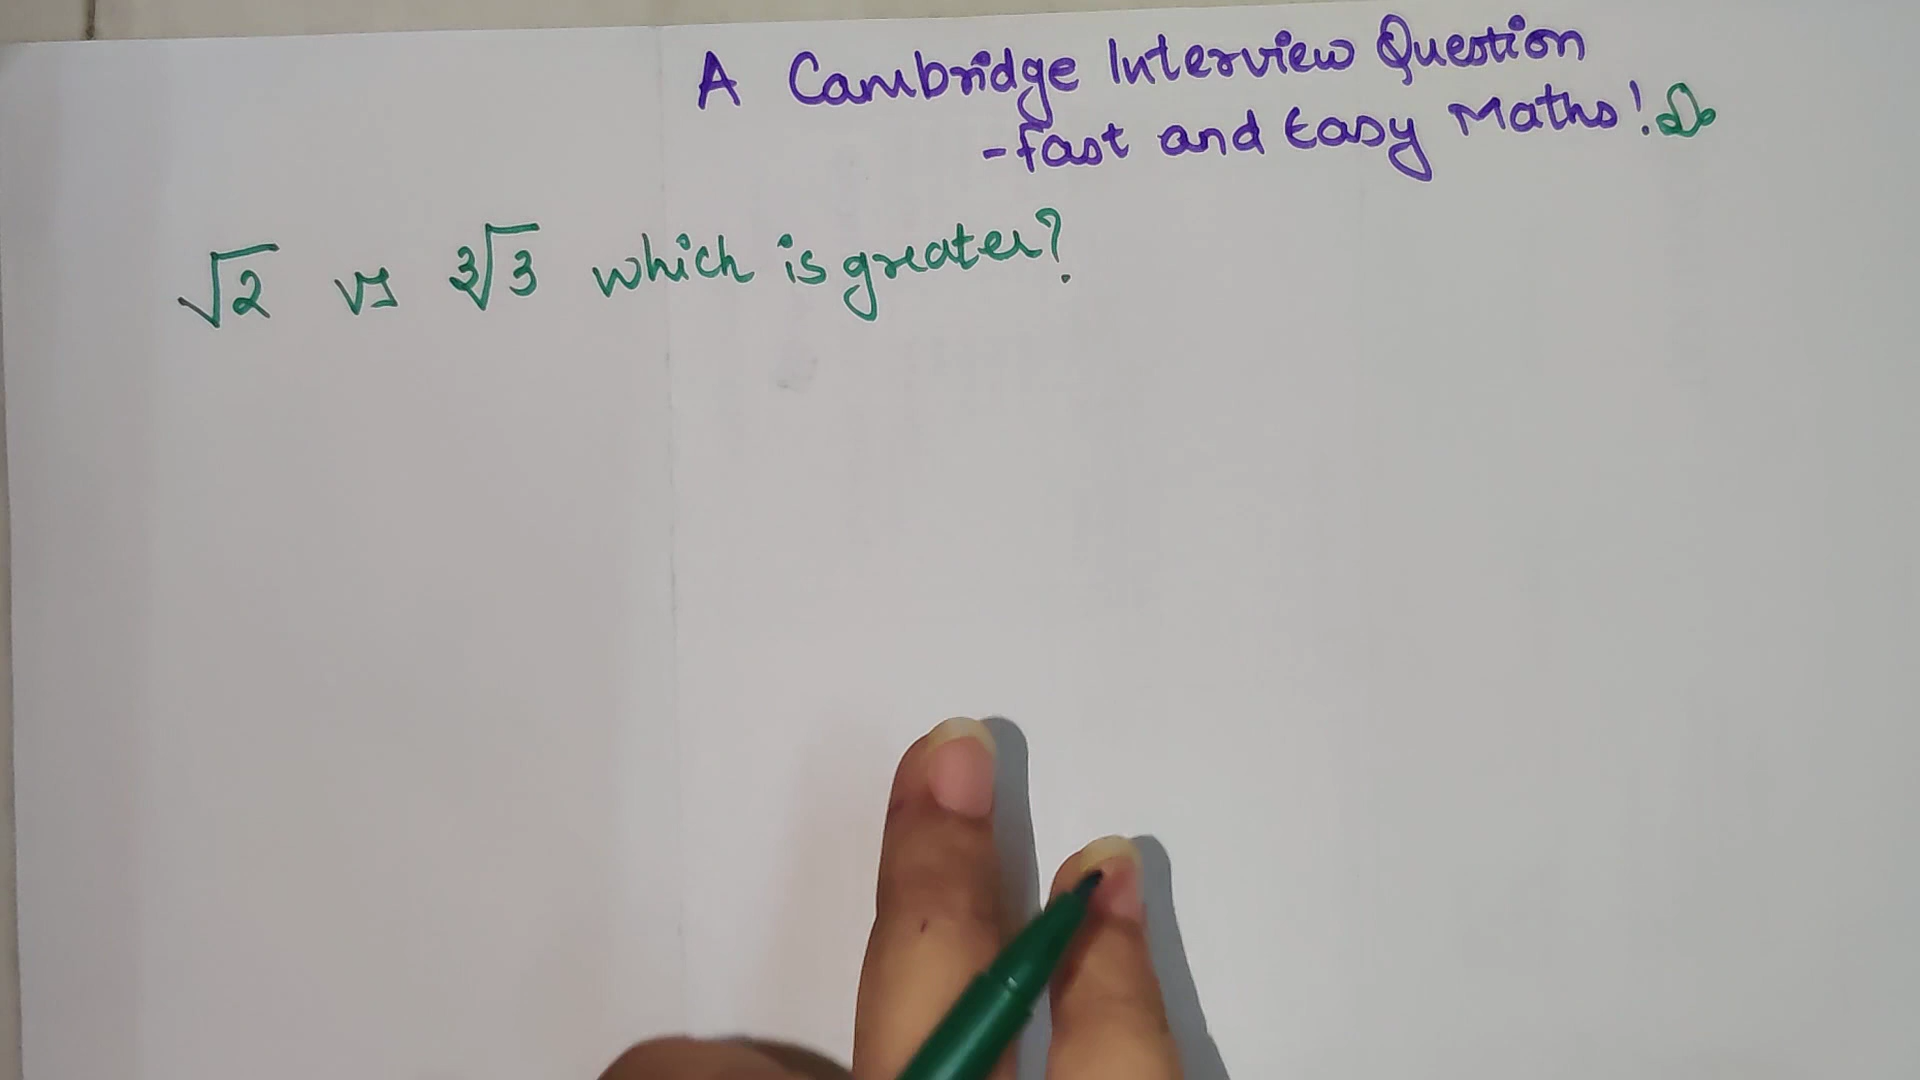 A Cambridge Interview Question
- Fast and Easy Maths!
√2 vs ∛3 which is greater?